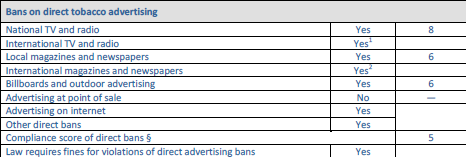 Bans on direct tobacco advertising
National TV and radio Yes 8
International TV and radio Yes1
Local magazines and newspapers Yes 6
International magazines and newspapers Yes2
Billboards and outdoor advertising Yes 6
Advertising at point of sale No —
Advertising on internet Yes
Other direct bans Yes
Compliance score of direct bans § 5
Law requires fines for violations of direct advertising bans Yes